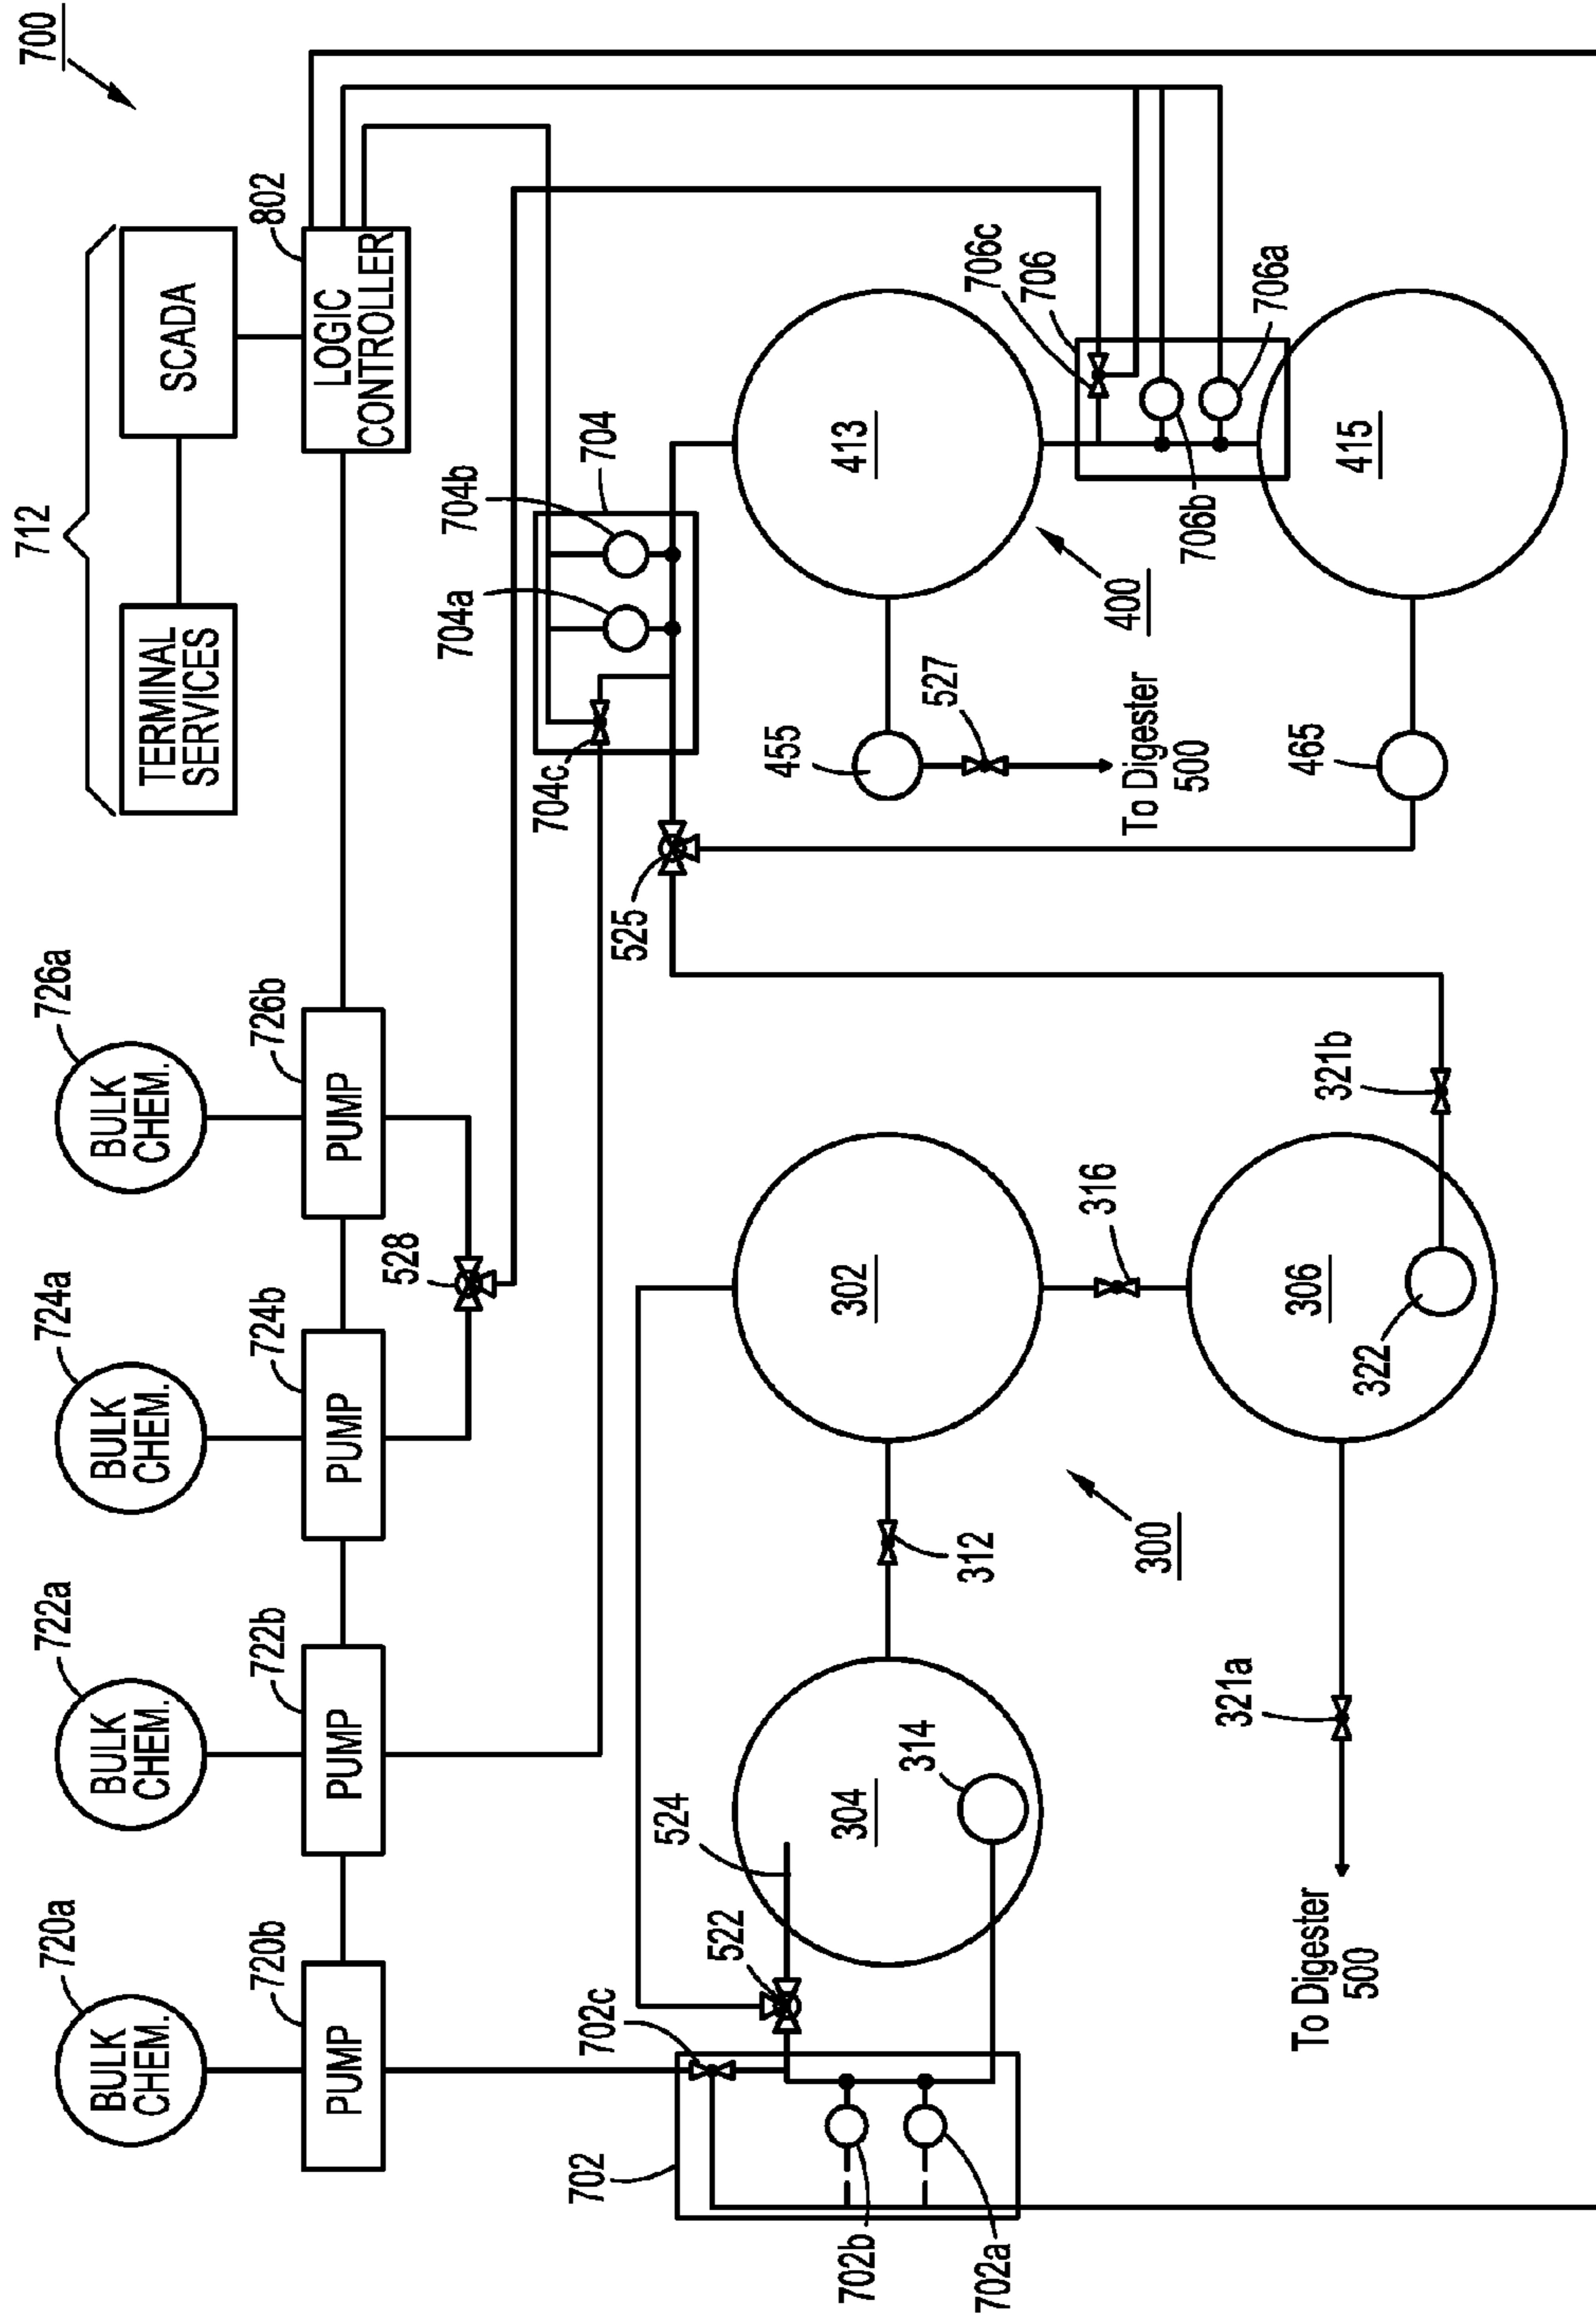 700
712
TERMINAL
SERVICES
SCADA
802
LOGIC
CONTROLLER
720a
BULK
CHEM.
722a
BULK
CHEM.
724a
BULK
CHEM.
726a
BULK
CHEM.
720b
PUMP
722b
PUMP
724b
PUMP
726b
PUMP
528
704a
704b
704
704c
525
702
702c
522
524
304
314
702b
702a
312
302
316
300
306
322
321a
321b
To Digester
500
413
455
527
To Digester
500
400
465
415
706c
706
706b
706a